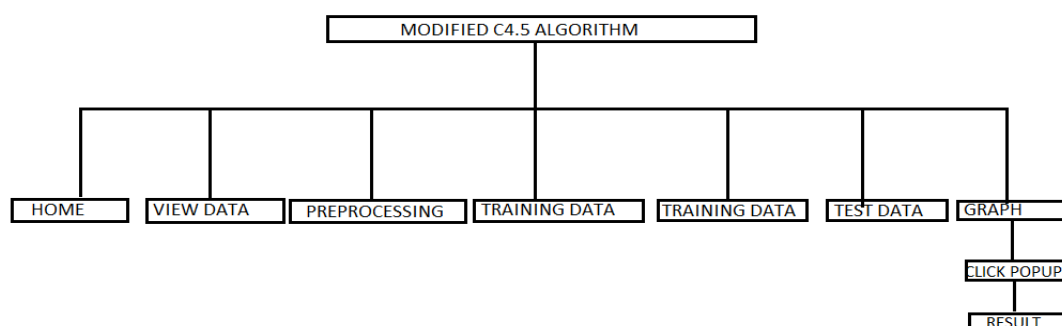 MODIFIED C4.5 ALGORITHM
HOME
VIEW DATA
PREPROCESSING
TRAINING DATA
TRAINING DATA
TEST DATA
GRAPH
CLICK POPUP
RESULT